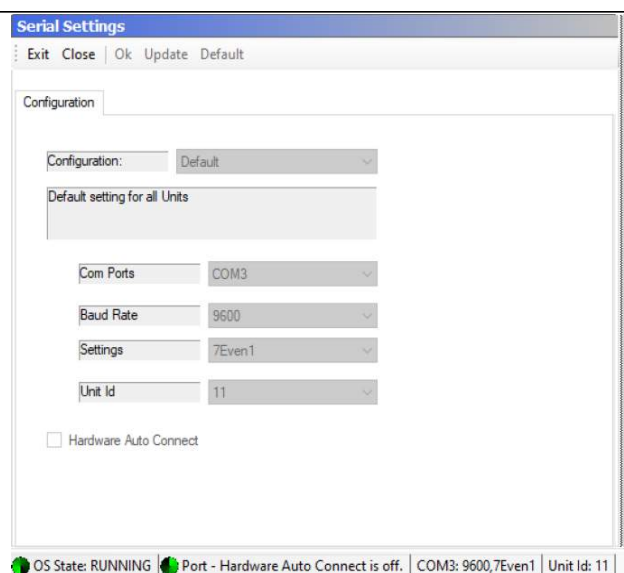 Serial Settings
Exit Close Ok Update Default
Configuration
Configuration: Default
Default setting for all Units
Com Ports COM3
Baud Rate 9600
Settings 7Even1
Unit Id 11
Hardware Auto Connect
OS State: RUNNING Port - Hardware Auto Connect is off. COM3: 9600,7Even1 Unit Id: 11